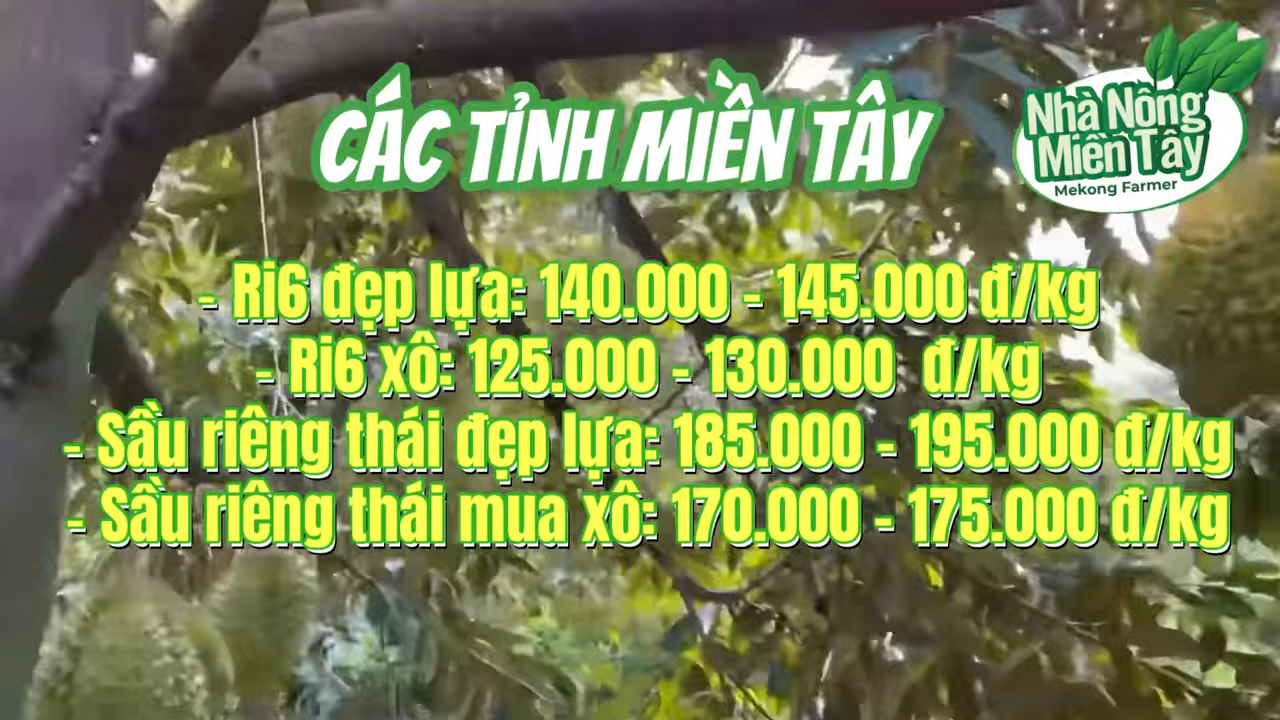 CÁC TỈNH MIỀN TÂY
Nhà Nông
Miền Tây
Mekong Farmer
- Ri6 đẹp lựa: 140.000 - 145.000 đ/kg
- Ri6 xô: 125.000 - 130.000 đ/kg
- Sầu riêng thái đẹp lựa: 185.000 - 195.000 đ/kg
- Sầu riêng thái mua xô: 170.000 - 175.000 đ/kg